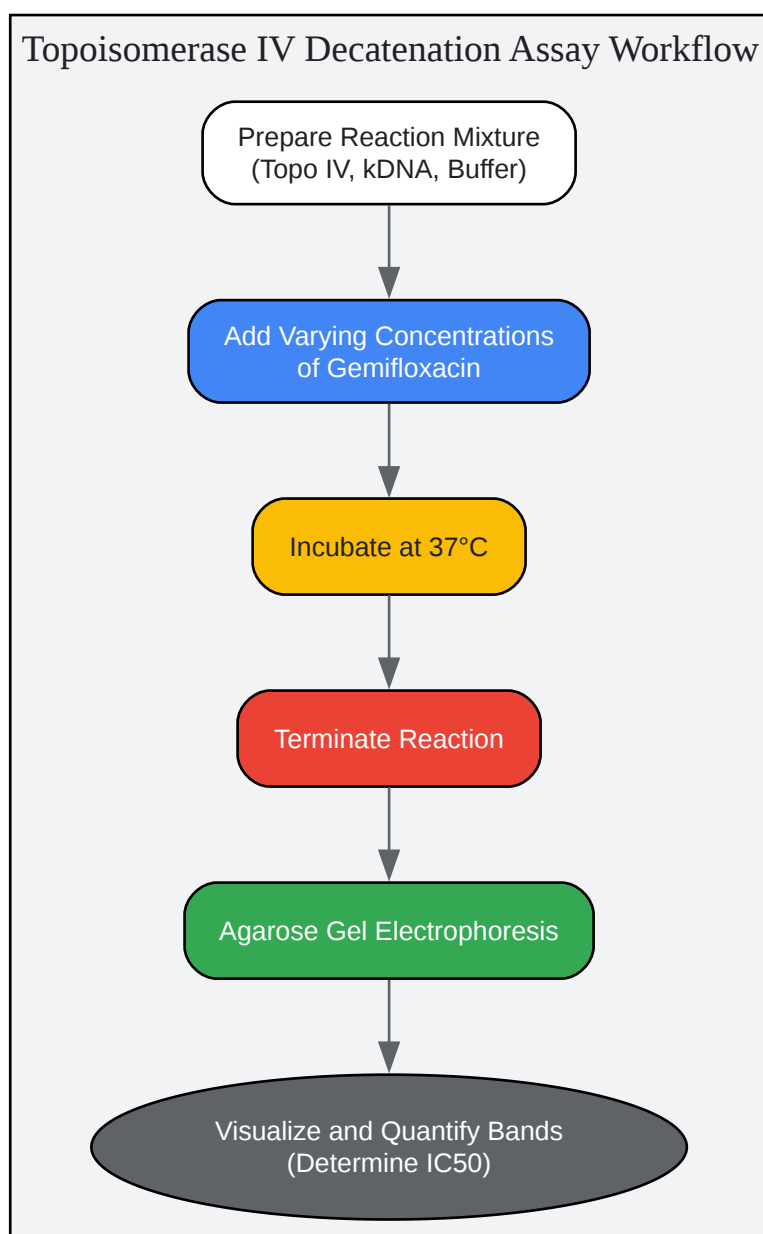 Topoisomerase IV Decatenation Assay Workflow
Prepare Reaction Mixture
(Topo IV, kDNA, Buffer)
Add Varying Concentrations
of Gemifloxacin
Incubate at 37°C
Terminate Reaction
Agarose Gel Electrophoresis
Visualize and Quantify Bands
(Determine IC50)